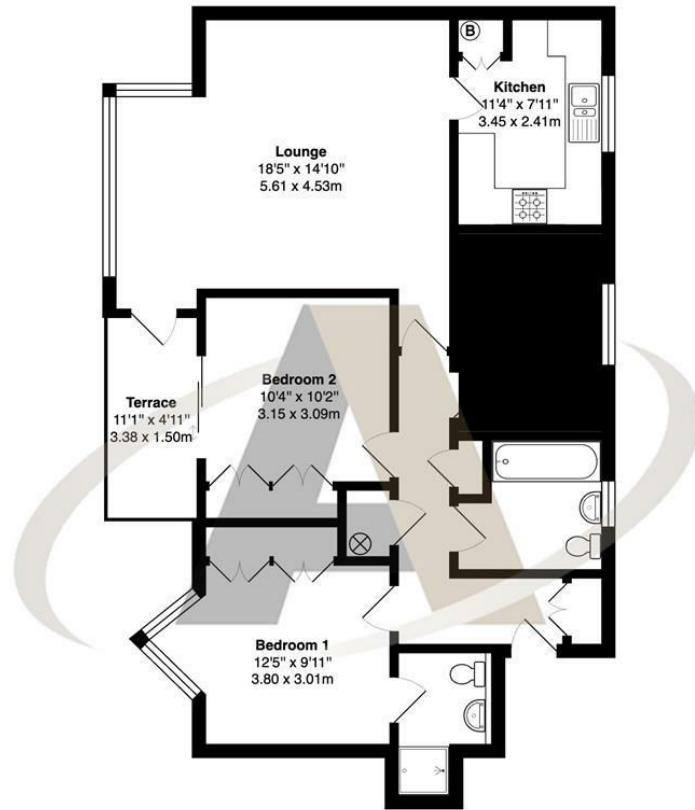 B
Kitchen
11'4" x 7'11"
3.45 x 2.41m
Lounge
18'5" x 14'10"
5.61 x 4.53m
Bedroom 2
10'4" x 10'2"
3.15 x 3.09m
Terrace
11'1" x 4'11"
3.38 x 1.50m
Bedroom 1
12'5" x 9'11"
3.80 x 3.01m
A